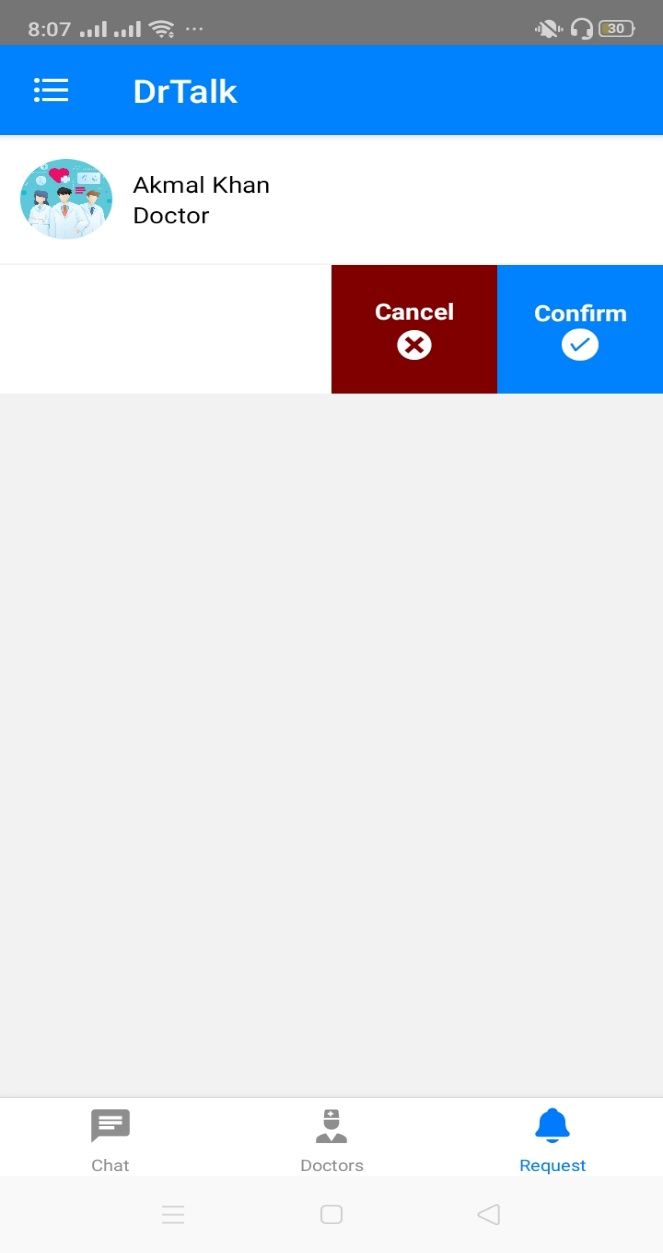 8:07 ... 30
DrTalk
Akmal Khan
Doctor
Cancel Confirm
Chat Doctors Request